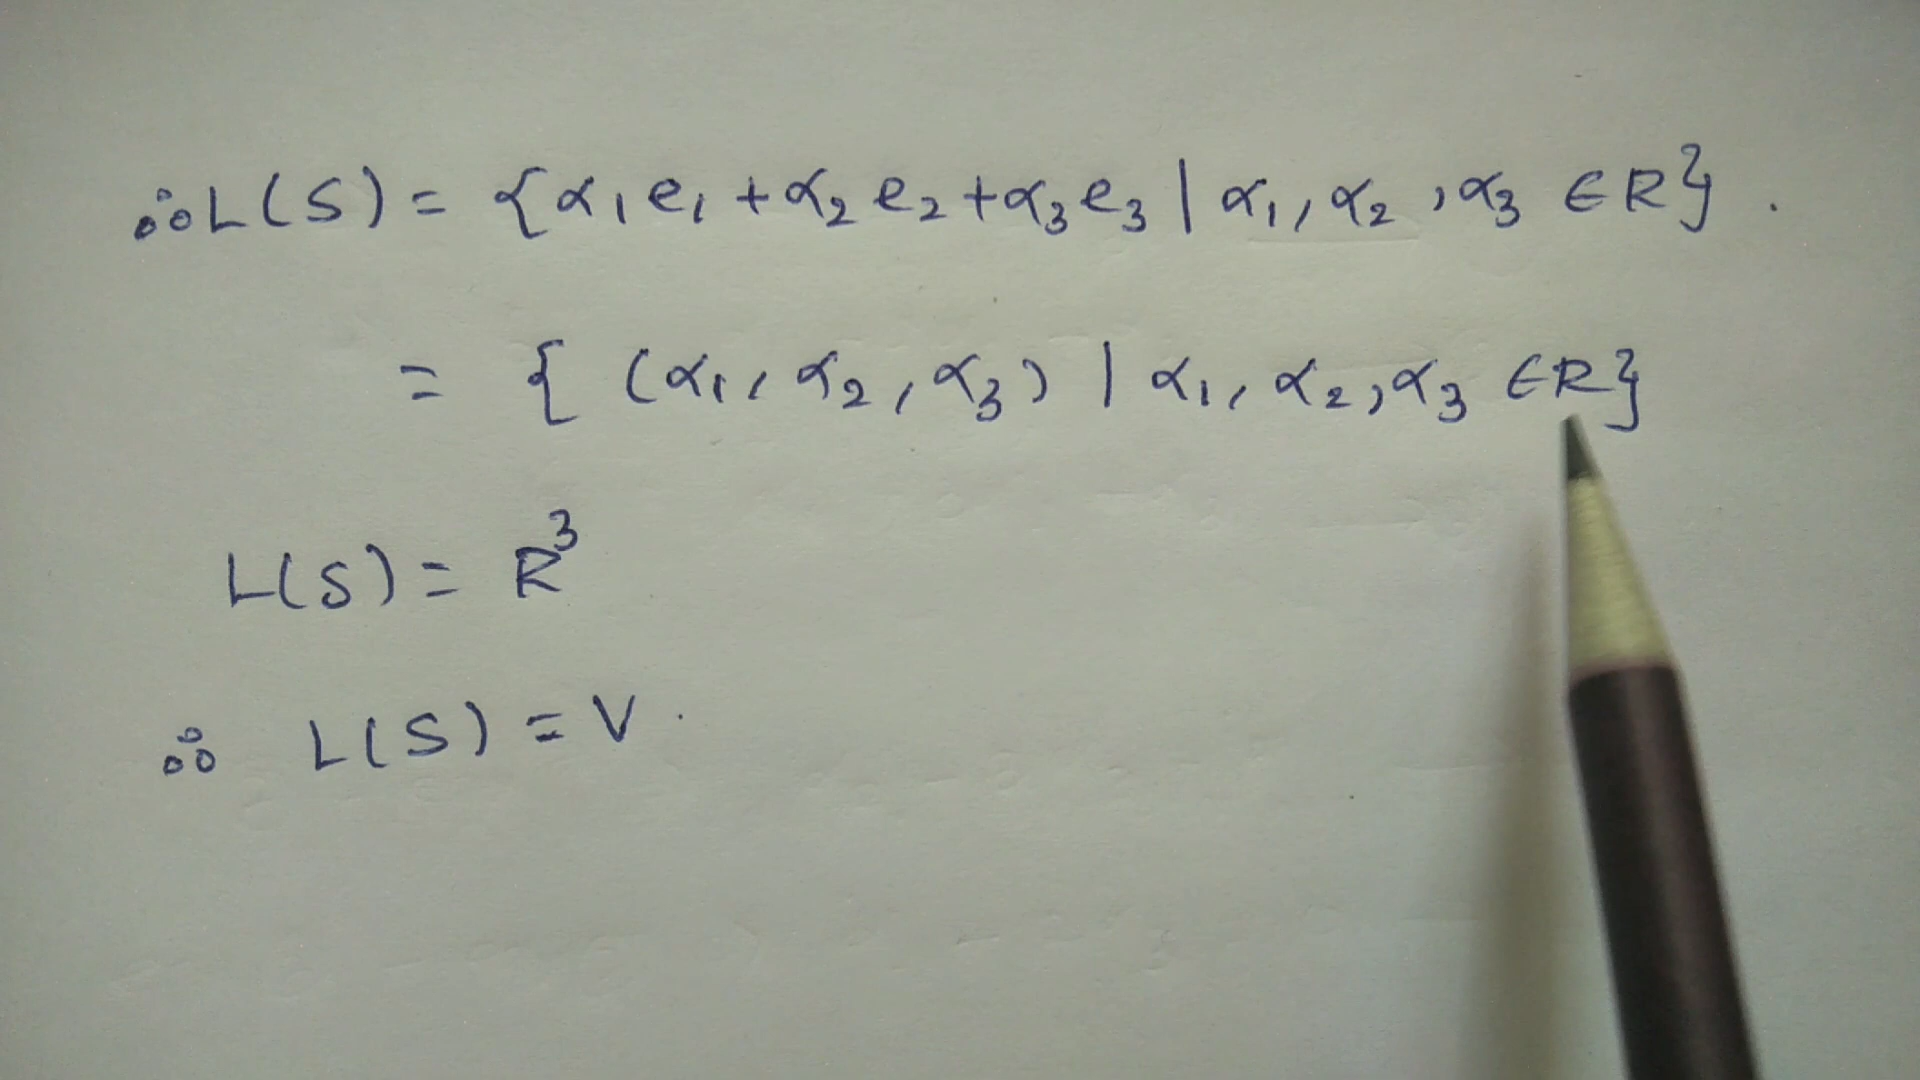 ∴ L(S) = {α₁e₁ + α₂e₂ + α₃e₃ | α₁, α₂, α₃ ∈ R}.
= {(α₁, α₂, α₃) | α₁, α₂, α₃ ∈ R}
L(S) = R³
∴ L(S) = V.